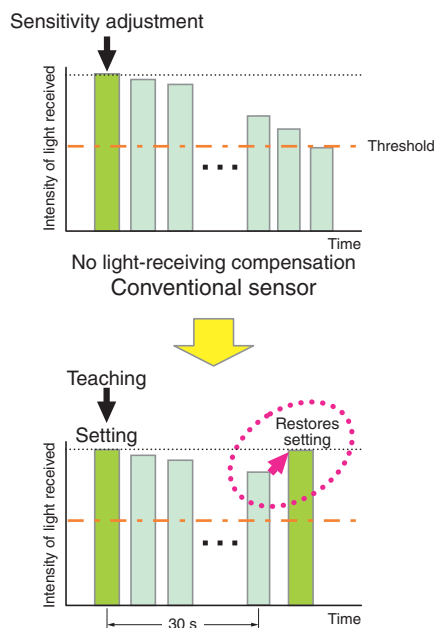 Sensitivity adjustment
Intensity of light received
Threshold
Time
No light-receiving compensation
Conventional sensor
Teaching
Setting
Restores
setting
Intensity of light received
Time
30 s